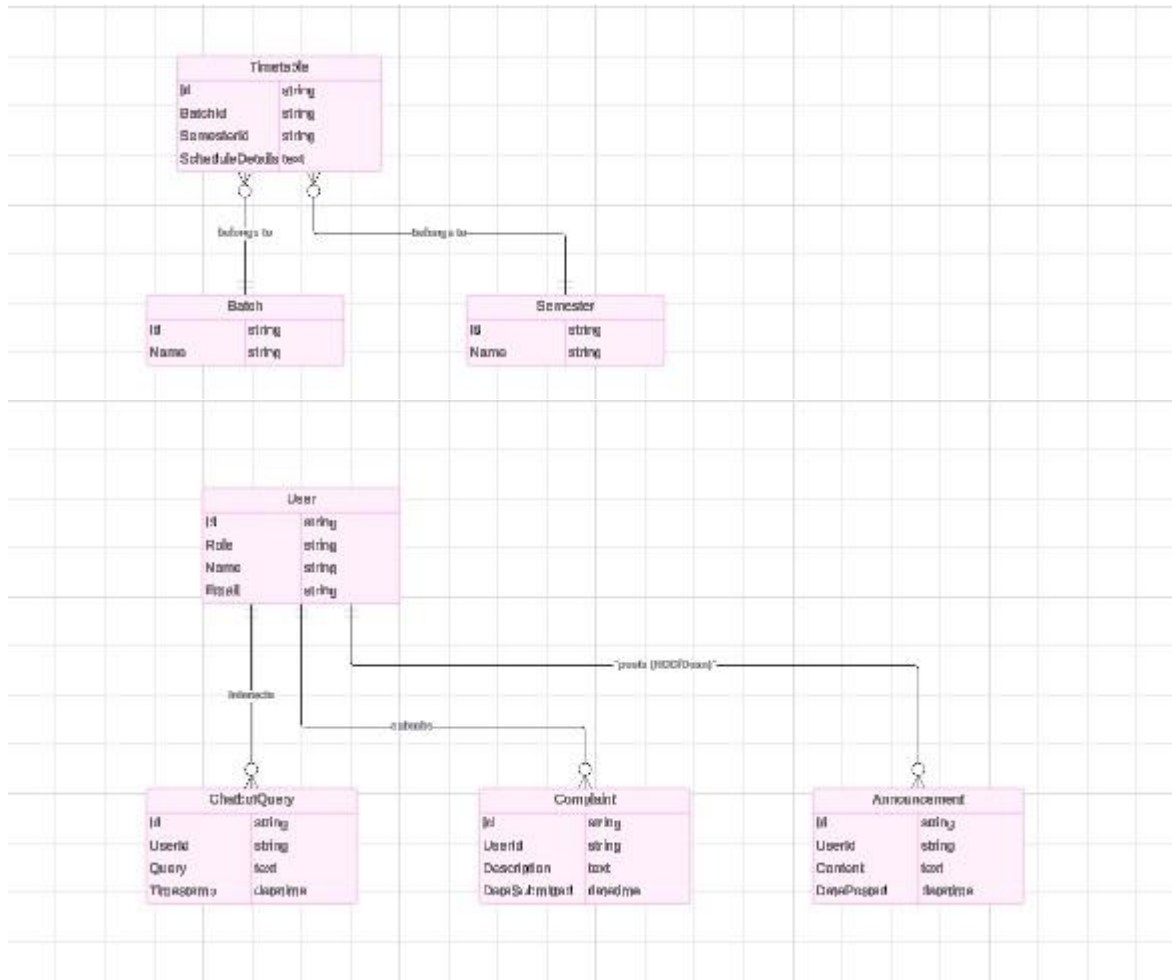 Timetable
Id string
BatchId string
SemesterId string
ScheduleDetails text
belongs to
belongs to
Batch
Id string
Name string
Semester
Id string
Name string
User
Id string
Role string
Name string
Email string
"posts (HOD/Dean)"
interacts
submits
ChatbotQuery
Id string
UserId string
Query text
Timestamp datetime
Complaint
Id string
UserId string
Description text
DateSubmitted datetime
Announcement
Id string
UserId string
Content text
DatePosted datetime